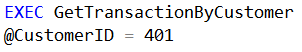 EXEC GetTransactionByCustomer
@CustomerID = 401